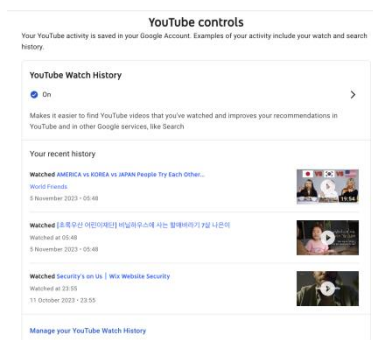 YouTube controls
Your YouTube activity is saved in your Google Account. Examples of your activity include your watch and search
history.
YouTube Watch History
On
Makes it easier to find YouTube videos that you've watched and improves your recommendations in
YouTube and in other Google services, like Search
Your recent history
Watched AMERICA vs KOREA vs JAPAN People Try Each Other...
World Friends
5 November 2023 • 05:48
19:54
Watched [초록우산 어린이재단] 비닐하우스에 사는 할매바라기 7살 나은이
Watched at 05:48
5 November 2023 • 05:48
Watched Security's on Us | Wix Website Security
Watched at 23:55
11 October 2023 • 23:55
Manage your YouTube Watch History